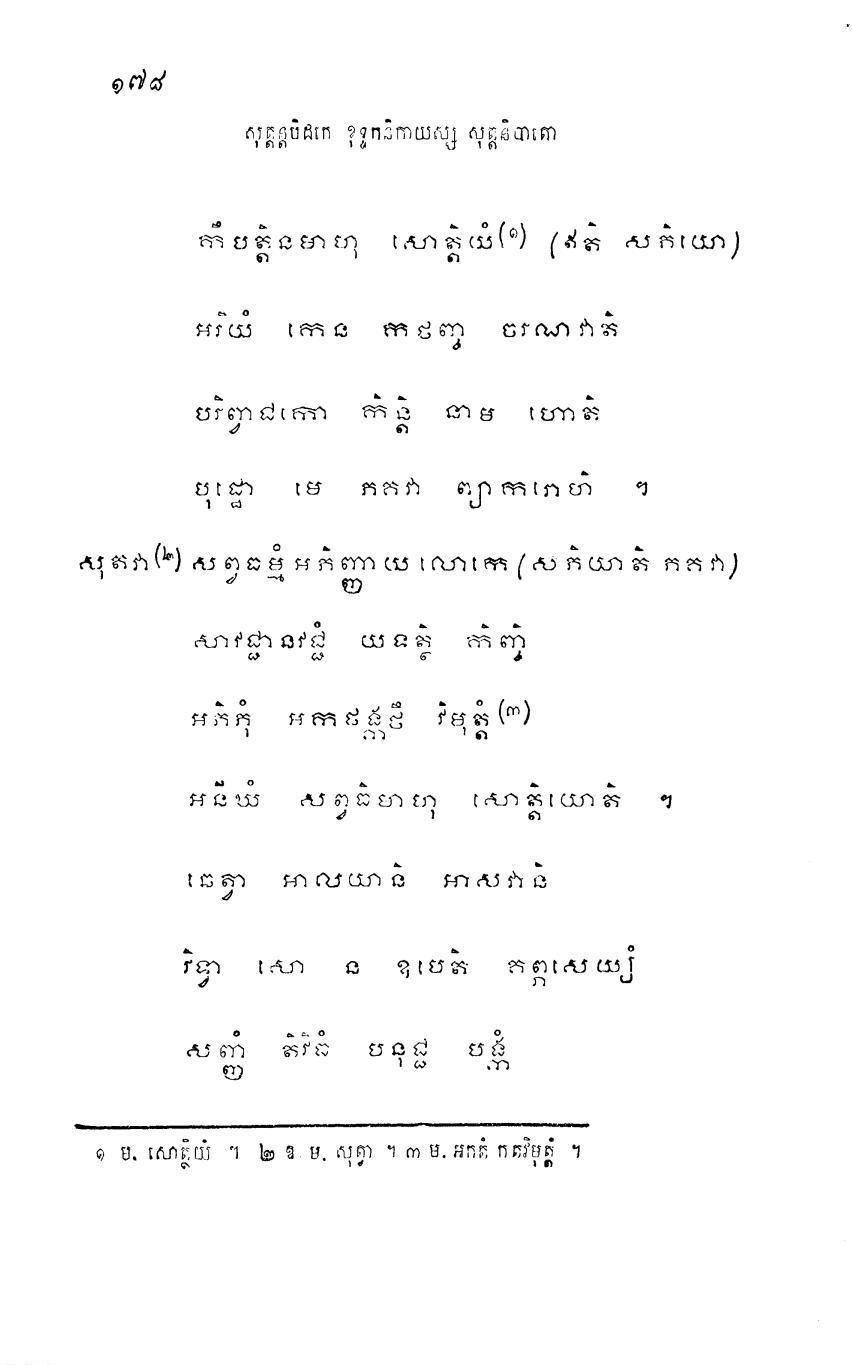 ១៧៨
សុត្តន្តបិដកេ ខុទ្ទកនិកាយស្ស សុត្តនិបាតោ
កឹបត្តិនមាហុ សោត្តិយំ(១) (ឥតិ សភិយោ)
អរិយំ កេន កថញ្ច ចរណវាតិ
បរិព្វាជកោ កិន្តិ នាម ហោតិ
បុដ្ឋោ មេ ភគវា ព្យាករោហិ ។
សុតវា(២) សព្វធម្មំ អភិញ្ញាយ លោកេ (សភិយាតិ ភគវា)
សាវជ្ជានវជ្ជំ យទត្ថិ កិញ្ចិ
អភិភុំ អកថង្កថឹ វិមុត្តំ(៣)
អនីឃំ សព្វធិមាហុ សោត្តិយោតិ ។
ឆេត្វា អាលយានិ អាសវានិ
វិទ្វា សោ ន ឧបេតិ គព្ភសេយ្យំ
សញ្ញំ តិវិធំ បនុជ្ជ បង្កំ
១ ម. សោត្ថិយំ ។ ២ ឱ. ម. សុត្វា ។ ៣ ម. អកតំ កតវិមុត្តំ ។